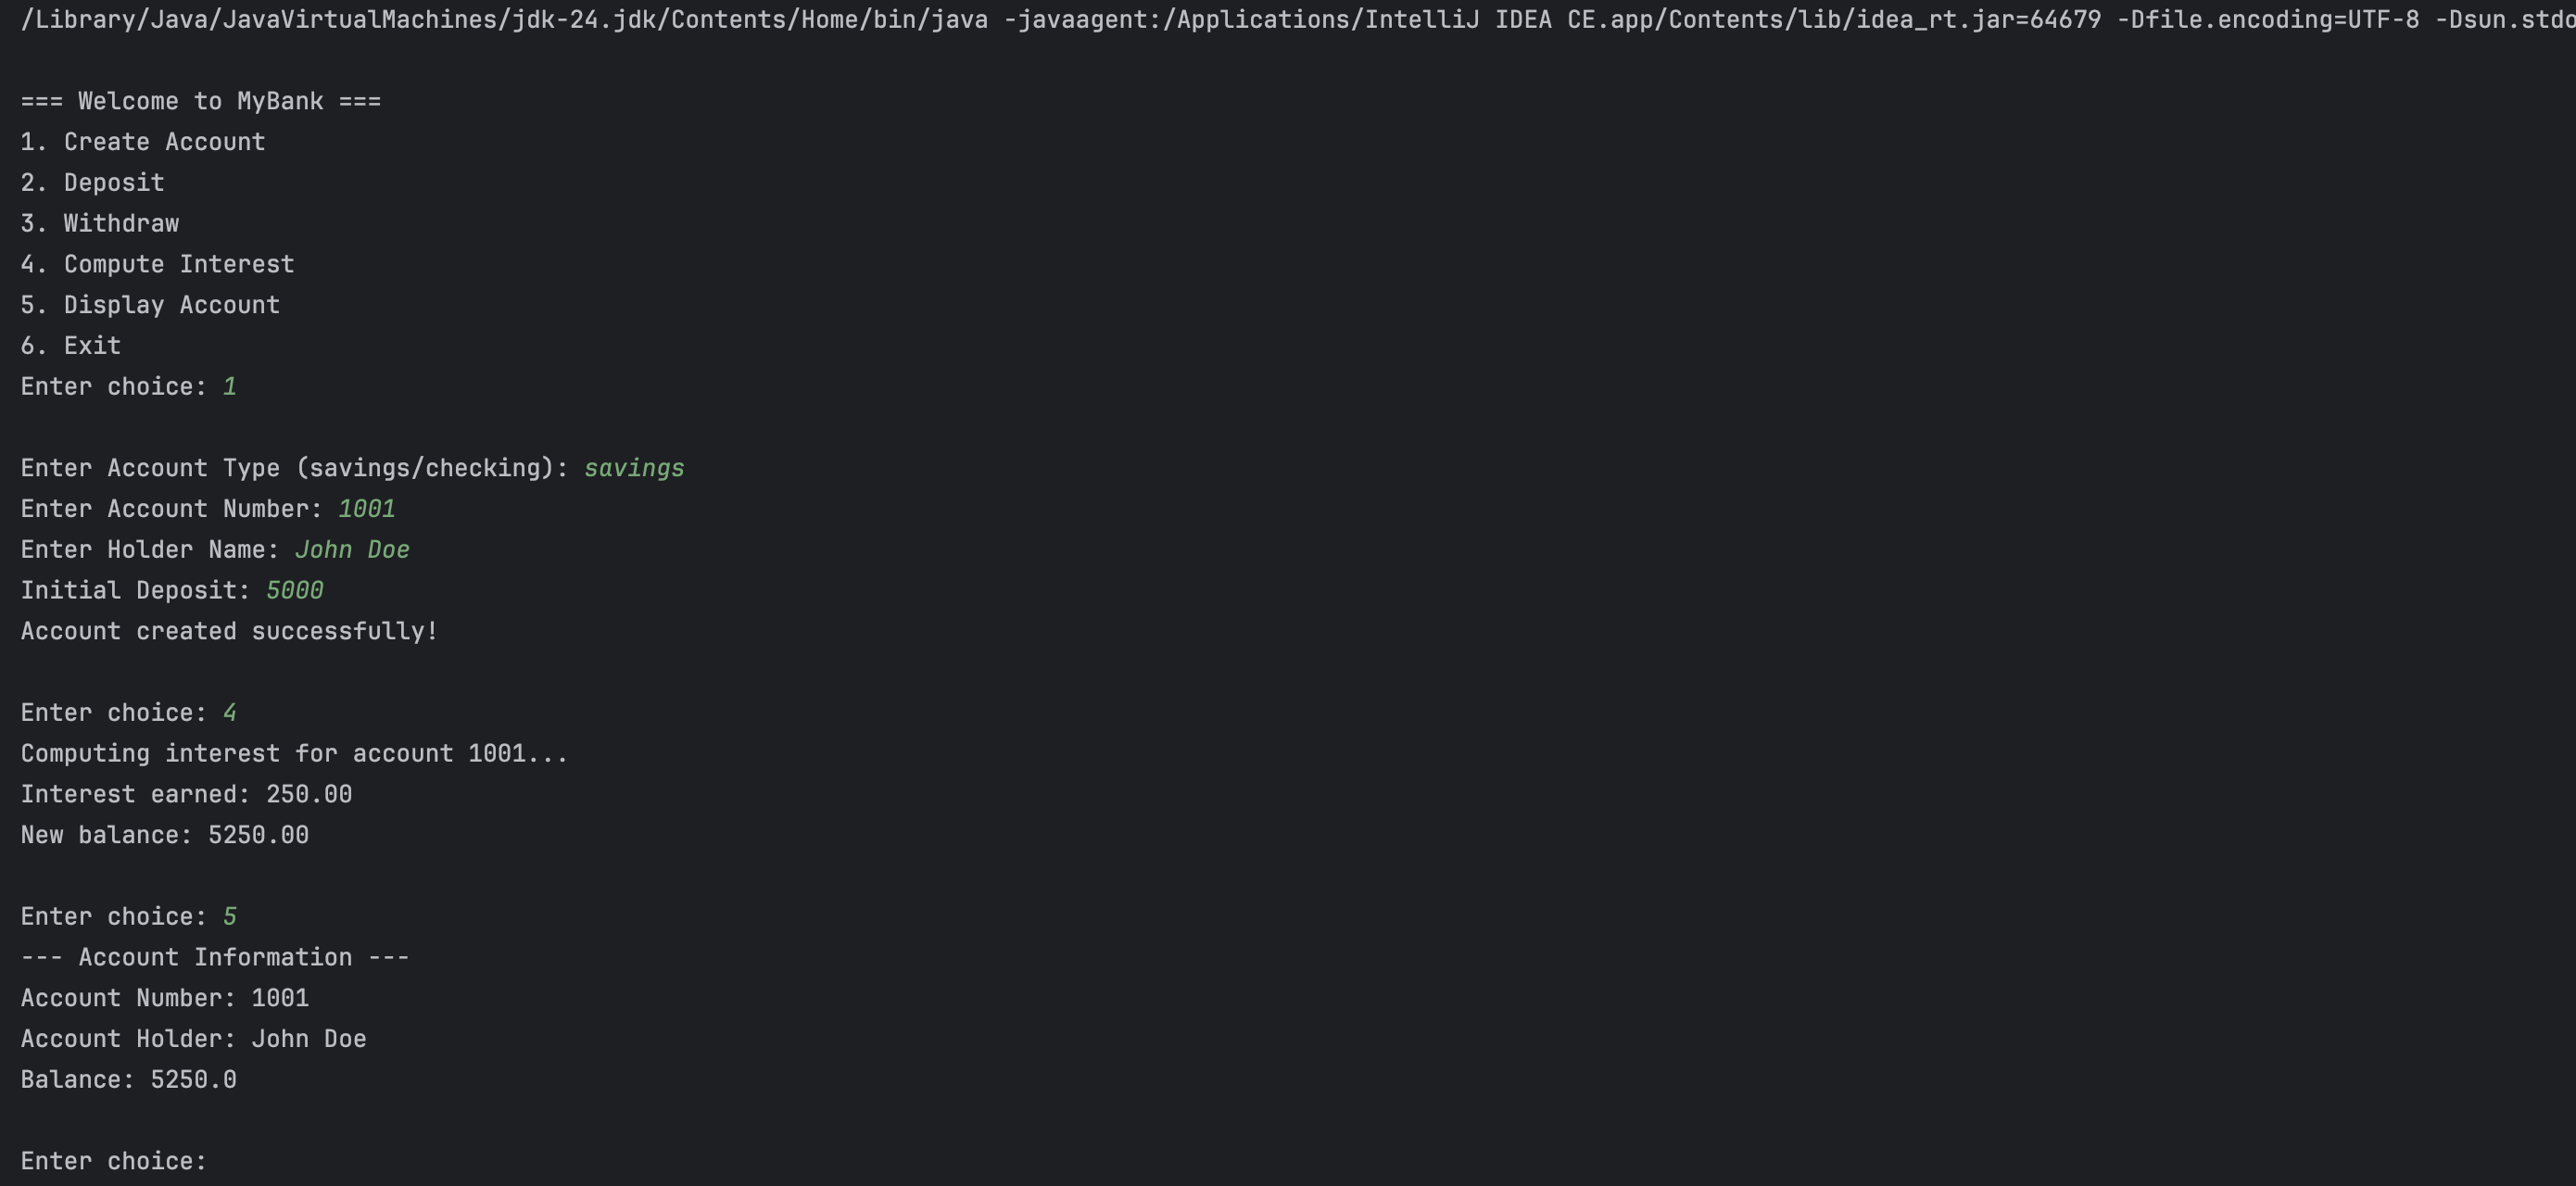 /Library/Java/JavaVirtualMachines/jdk-24.jdk/Contents/Home/bin/java -javaagent:/Applications/IntelliJ IDEA CE.app/Contents/lib/idea_rt.jar=64679 -Dfile.encoding=UTF-8 -Dsun.stdo
=== Welcome to MyBank ===
1. Create Account
2. Deposit
3. Withdraw
4. Compute Interest
5. Display Account
6. Exit
Enter choice: 1
Enter Account Type (savings/checking): savings
Enter Account Number: 1001
Enter Holder Name: John Doe
Initial Deposit: 5000
Account created successfully!
Enter choice: 4
Computing interest for account 1001...
Interest earned: 250.00
New balance: 5250.00
Enter choice: 5
--- Account Information ---
Account Number: 1001
Account Holder: John Doe
Balance: 5250.0
Enter choice: